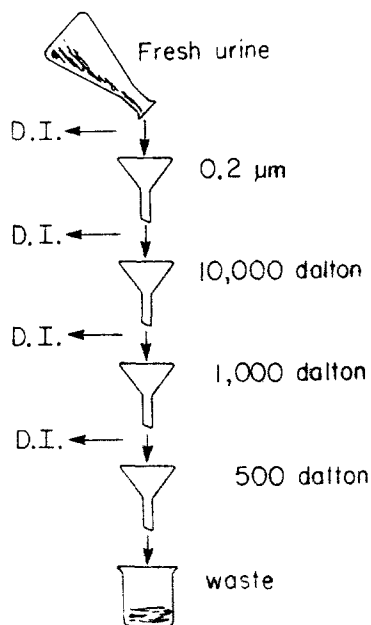 Fresh urine
D.I.
0.2 µm
D.I.
10,000 dalton
D.I.
1,000 dalton
D.I.
500 dalton
waste